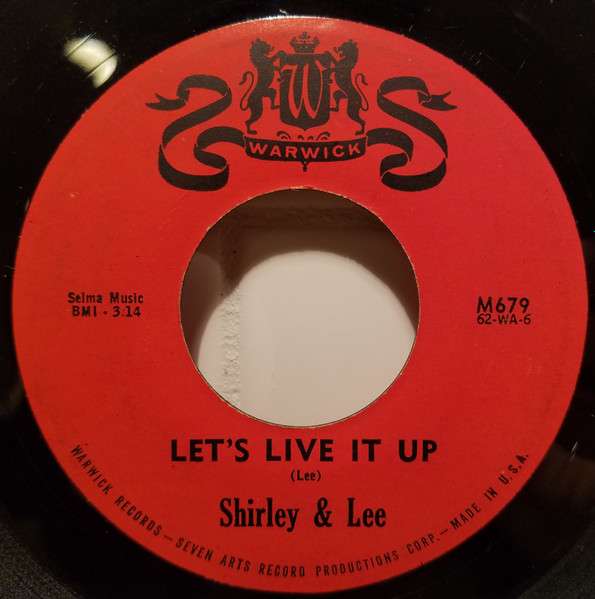 W
WARWICK
Selma Music
BMI - 3.14
M679
62-WA-6
LET'S LIVE IT UP
(Lee)
Shirley & Lee
WARWICK RECORDS — SEVEN ARTS RECORD PRODUCTIONS CORP. — MADE IN U.S.A.